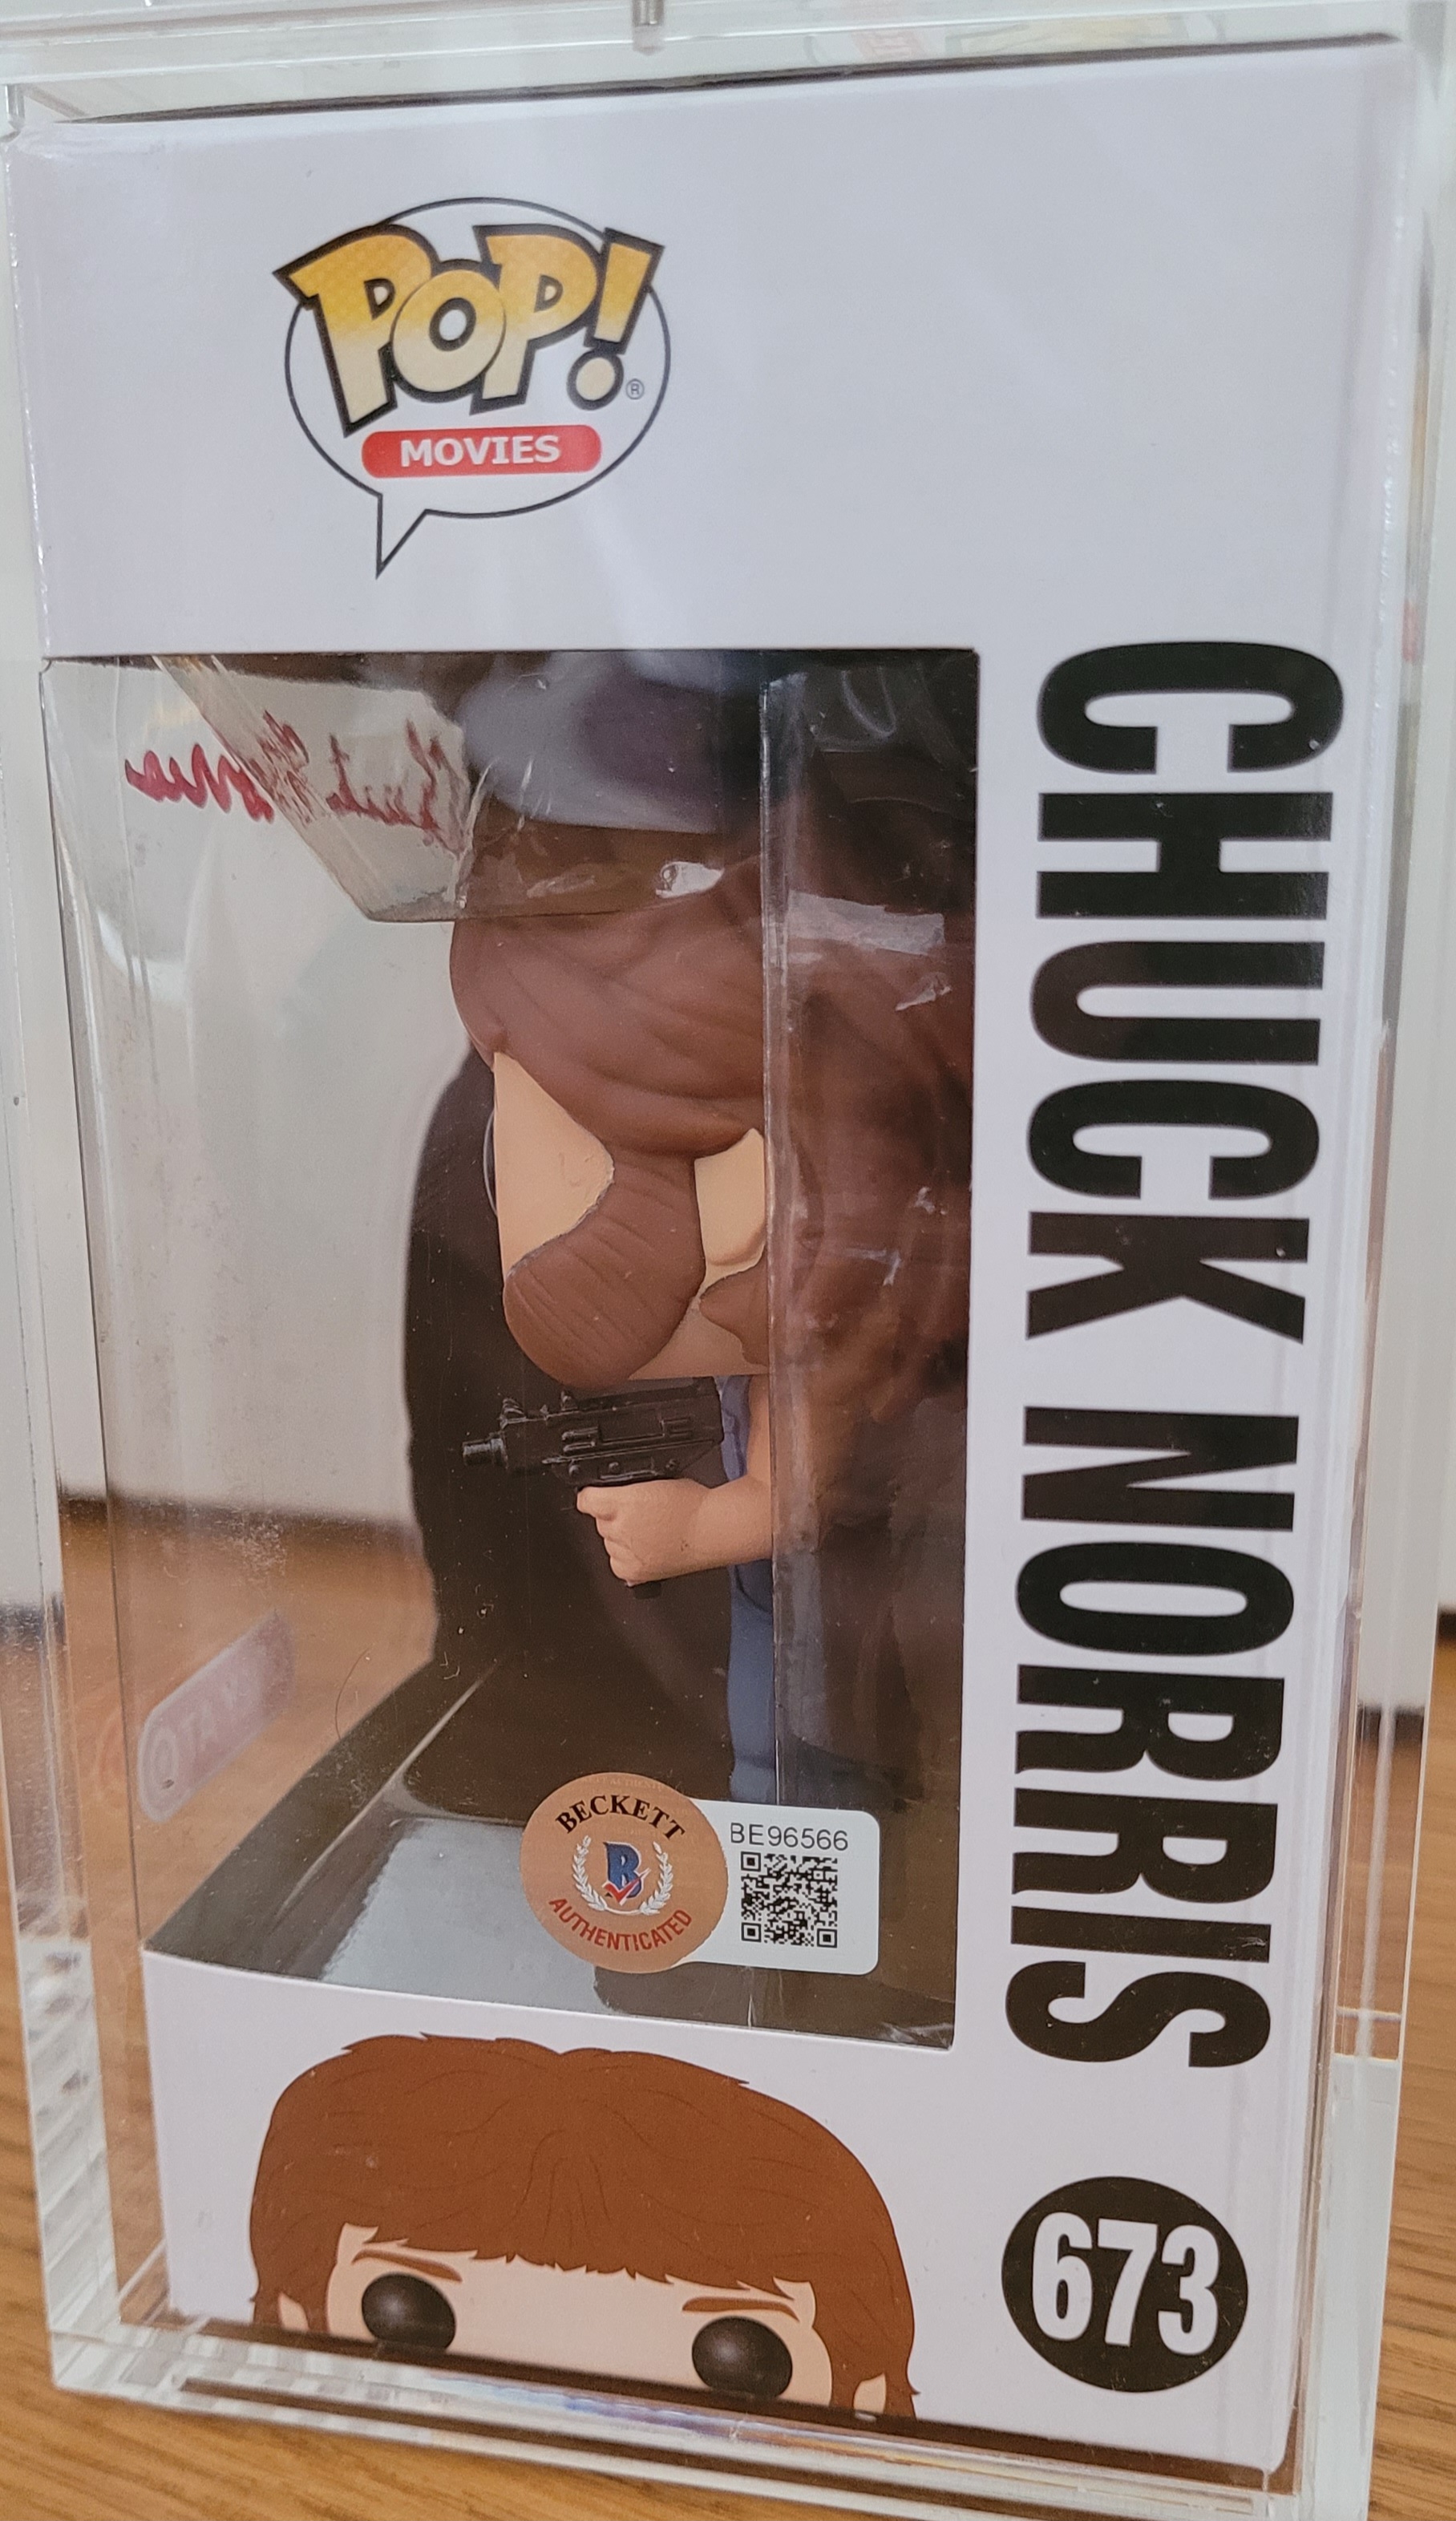 POP!
®
MOVIES
CHUCK NORRIS
BECKETT
AUTHENTICATED
B
BE96566
673